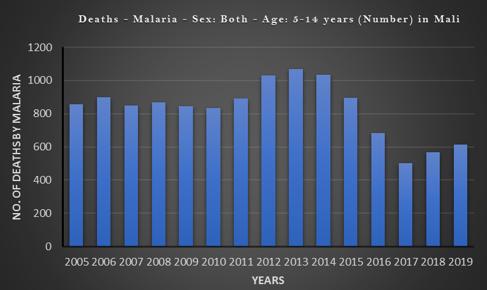 Deaths - Malaria - Sex: Both - Age: 5-14 years (Number) in Mali
1200
1000
800
600
400
200
0
NO. OF DEATHS BY MALARIA
2005 2006 2007 2008 2009 2010 2011 2012 2013 2014 2015 2016 2017 2018 2019
YEARS